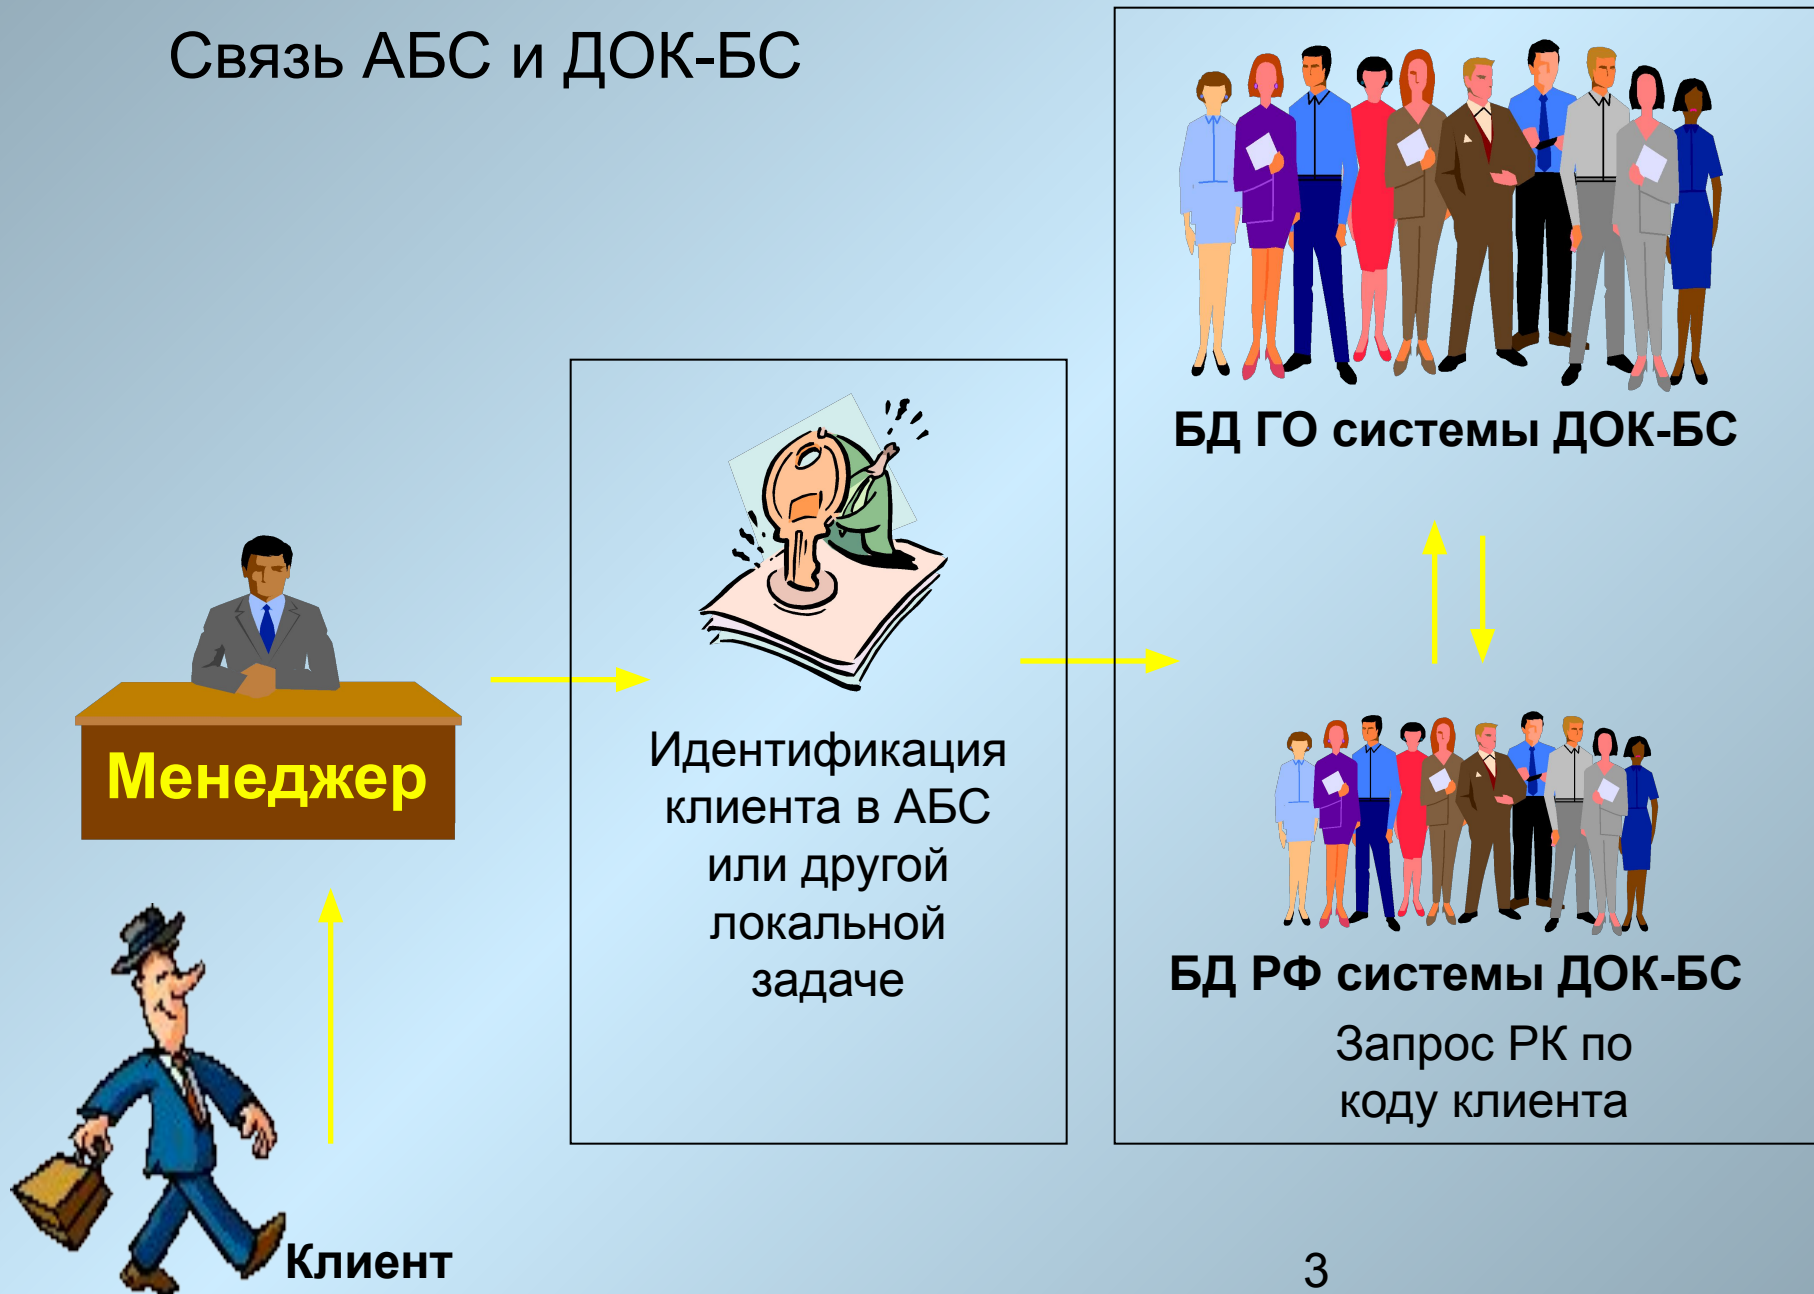 Связь АБС и ДОК-БС
БД ГО системы ДОК-БС
Менеджер
Идентификация
клиента в АБС
или другой
локальной
задаче
БД РФ системы ДОК-БС
Запрос РК по
коду клиента
Клиент
3